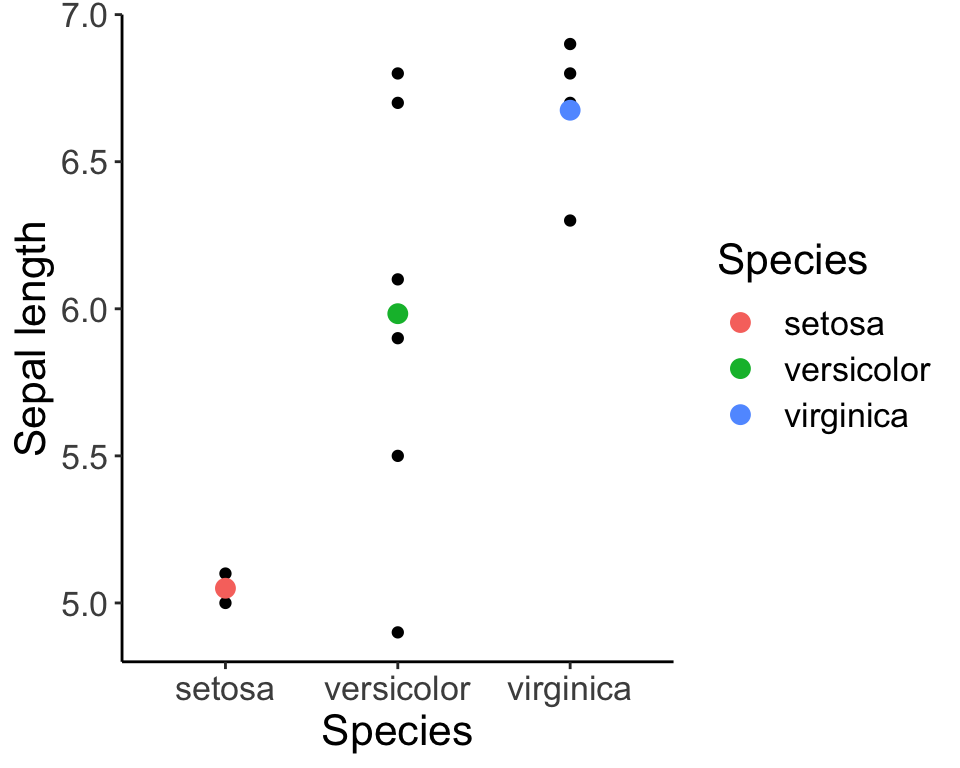 7.0
6.5
6.0
5.5
5.0
Sepal length
setosa versicolor virginica
Species
Species
setosa
versicolor
virginica